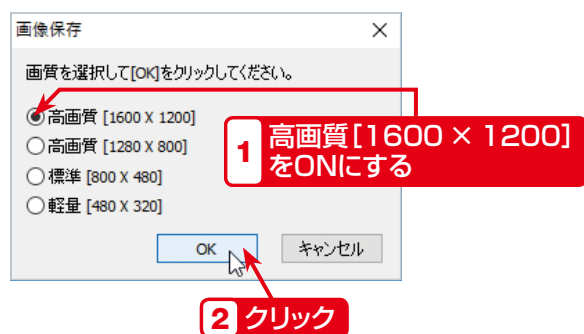 画像保存
画質を選択して[OK]をクリックしてください。
高画質 [1600 X 1200]
高画質 [1280 X 800]
標準 [800 X 480]
軽量 [480 X 320]
1 高画質[1600 × 1200]
をONにする
OK
キャンセル
2 クリック